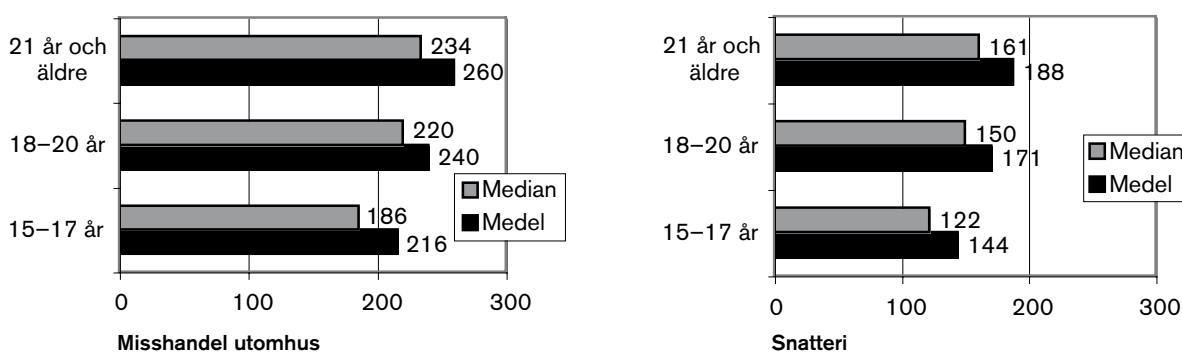 21 år och
äldre
234
260
18–20 år
220
240
15–17 år
186
216
Median
Medel
0 100 200 300
Misshandel utomhus
21 år och
äldre
161
188
18–20 år
150
171
15–17 år
122
144
Median
Medel
0 100 200 300
Snatteri